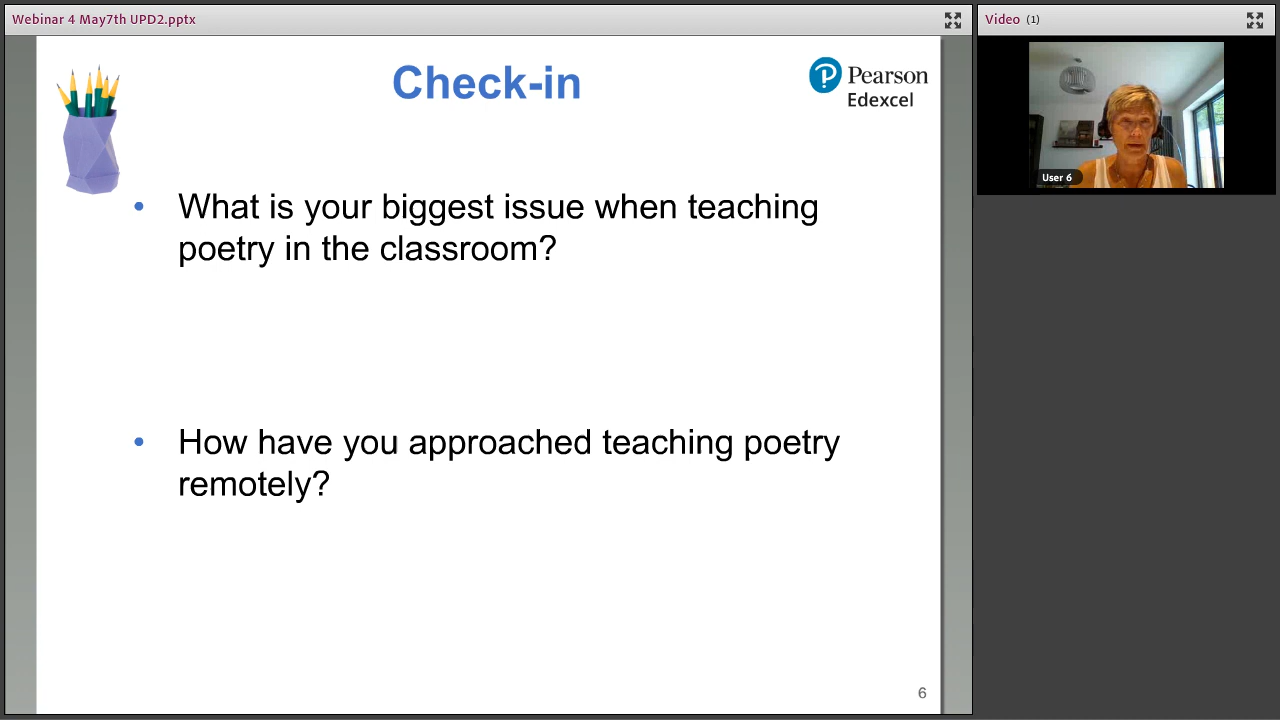 Webinar 4 May7th UPD2.pptx
Video (1)
Check-in
Pearson
Edexcel
User 6
• What is your biggest issue when teaching
poetry in the classroom?
• How have you approached teaching poetry
remotely?
6